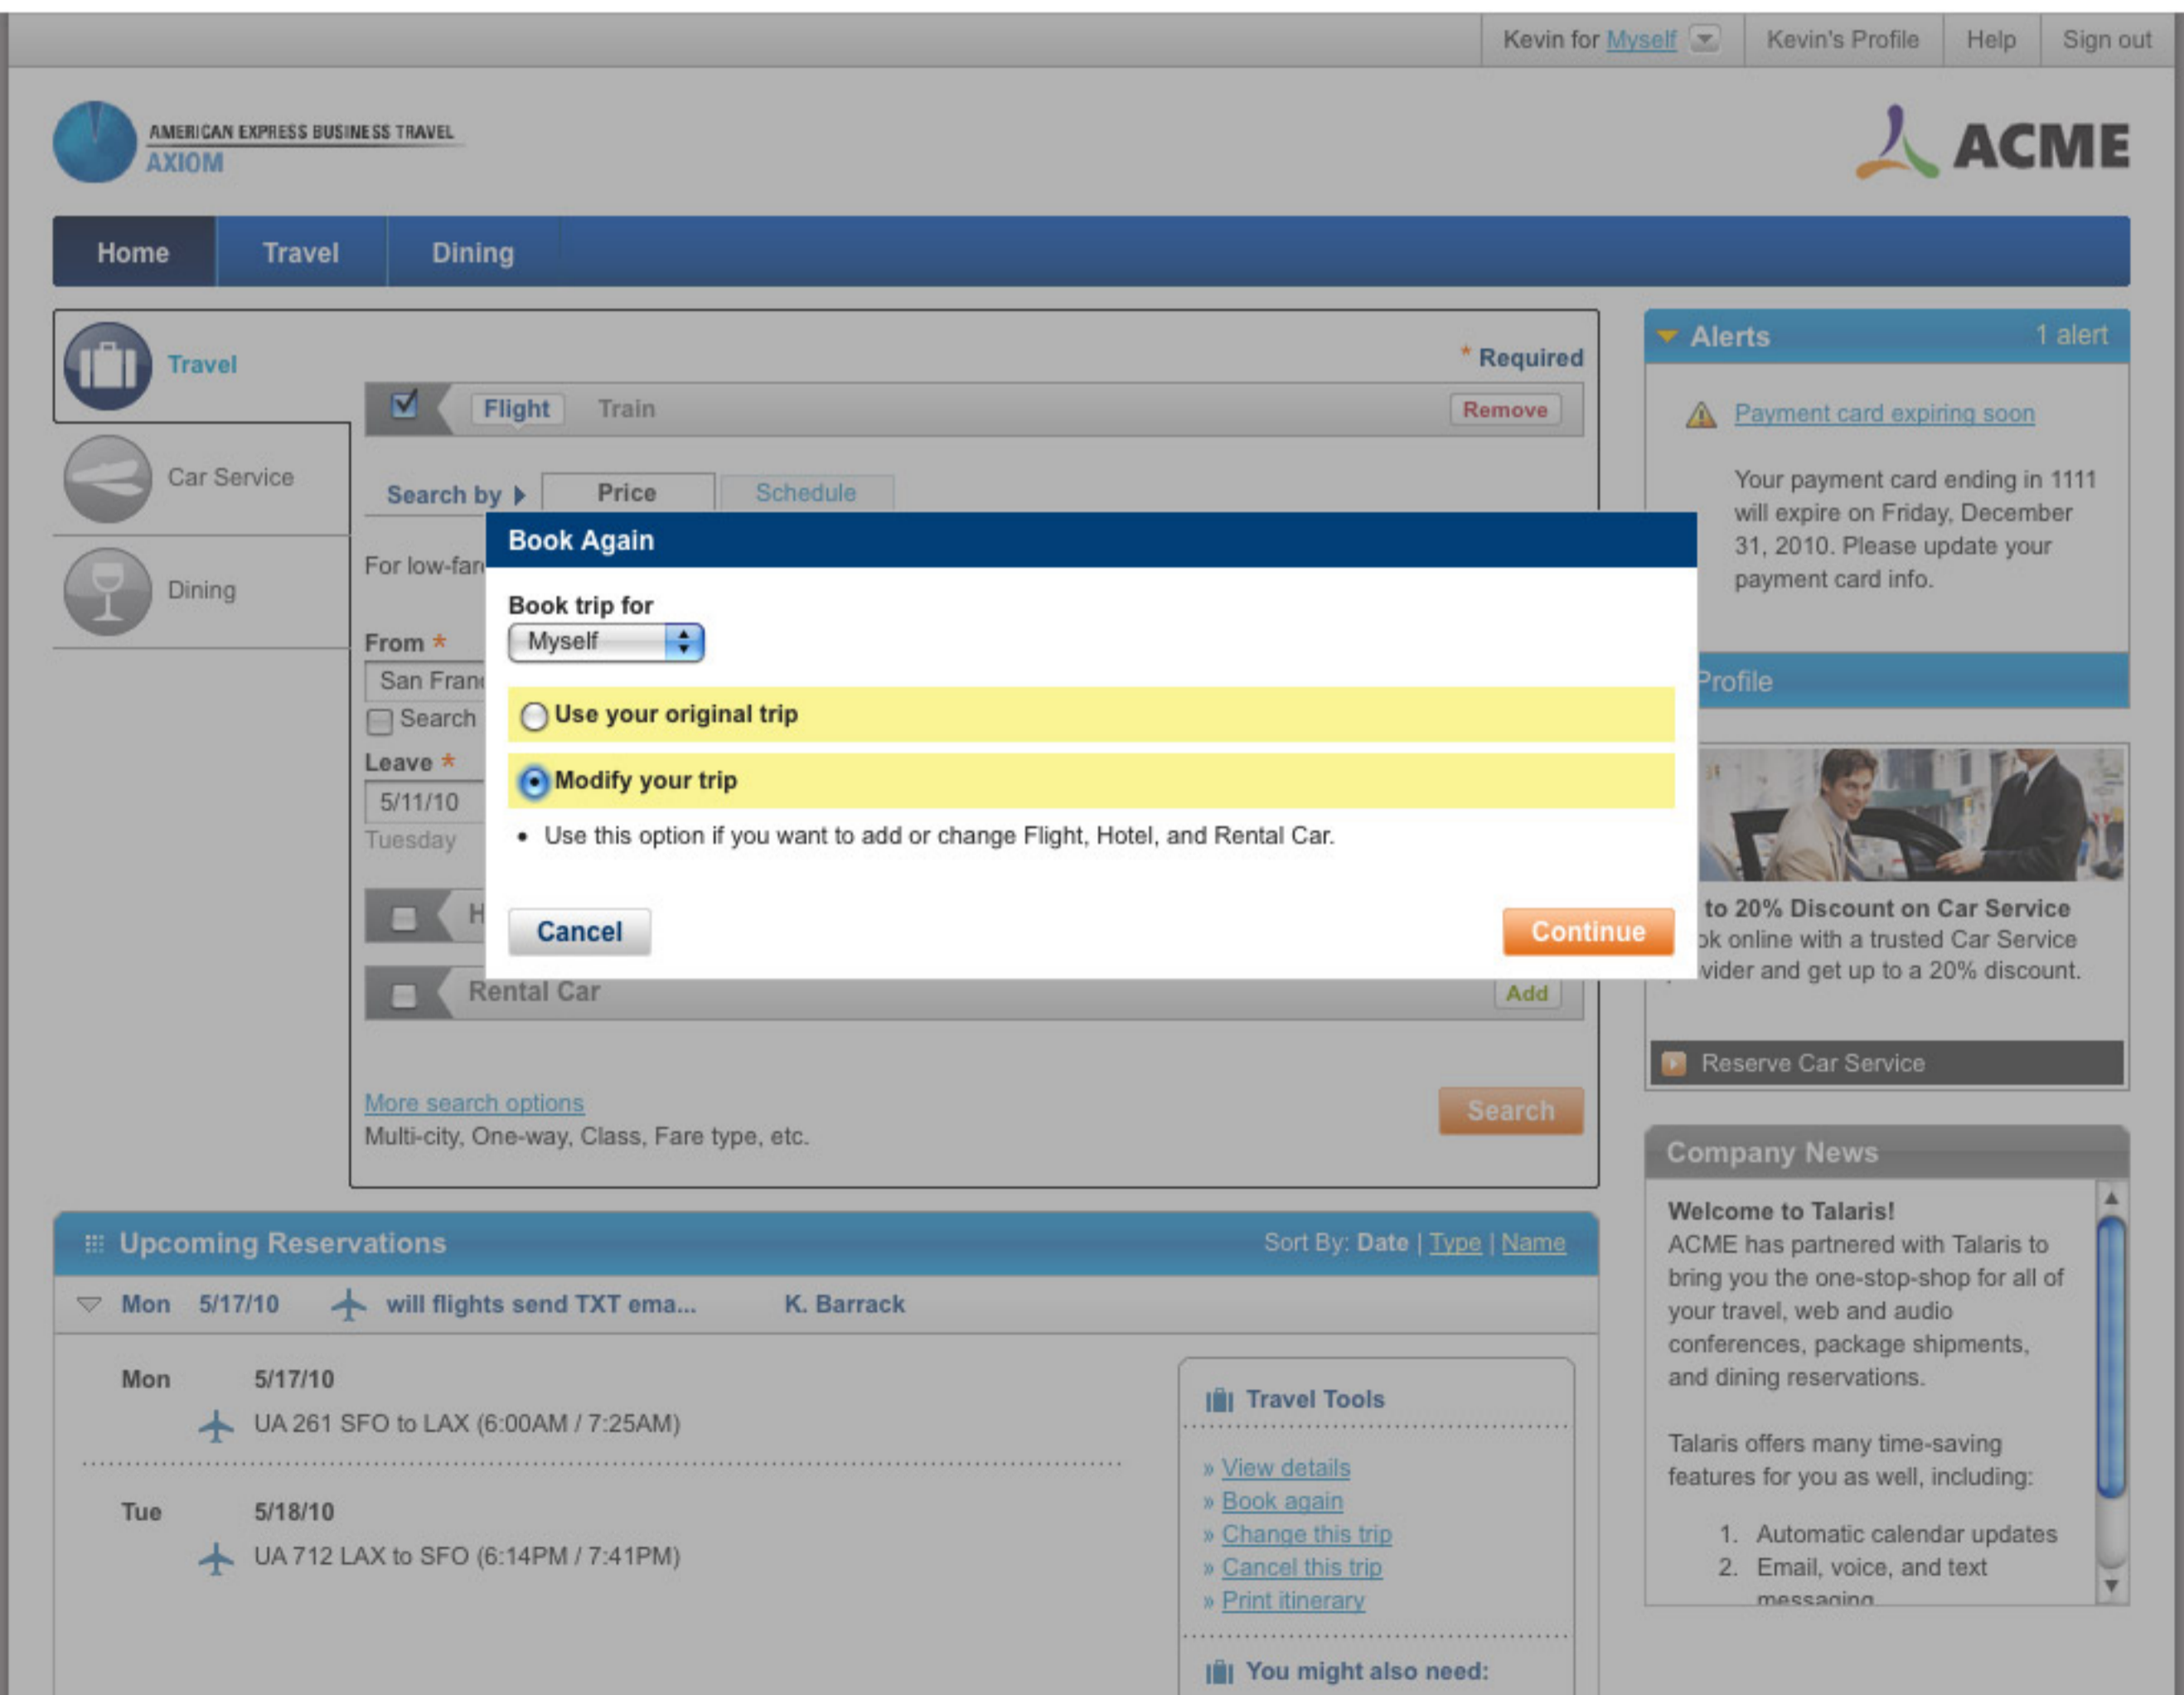 Kevin for Myself
Kevin's Profile
Help
Sign out
AMERICAN EXPRESS BUSINESS TRAVEL
AXIOM
ACME
Home
Travel
Dining
Travel
Car Service
Dining
* Required
Flight
Train
Remove
Search by
Price
Schedule
For low-far
From *
San Fran
Search
Leave *
5/11/10
Tuesday
H
Rental Car
Add
More search options
Multi-city, One-way, Class, Fare type, etc.
Search
Book Again
Book trip for
Myself
Use your original trip
Modify your trip
• Use this option if you want to add or change Flight, Hotel, and Rental Car.
Cancel
Continue
Alerts
1 alert
Payment card expiring soon
Your payment card ending in 1111
will expire on Friday, December
31, 2010. Please update your
payment card info.
Profile
to 20% Discount on Car Service
ok online with a trusted Car Service
vider and get up to a 20% discount.
Reserve Car Service
Company News
Welcome to Talaris!
ACME has partnered with Talaris to
bring you the one-stop-shop for all of
your travel, web and audio
conferences, package shipments,
and dining reservations.
Talaris offers many time-saving
features for you as well, including:
1. Automatic calendar updates
2. Email, voice, and text
messaging
Upcoming Reservations
Sort By: Date | Type | Name
Mon 5/17/10 will flights send TXT ema... K. Barrack
Mon 5/17/10
UA 261 SFO to LAX (6:00AM / 7:25AM)
Tue 5/18/10
UA 712 LAX to SFO (6:14PM / 7:41PM)
Travel Tools
» View details
» Book again
» Change this trip
» Cancel this trip
» Print itinerary
You might also need: